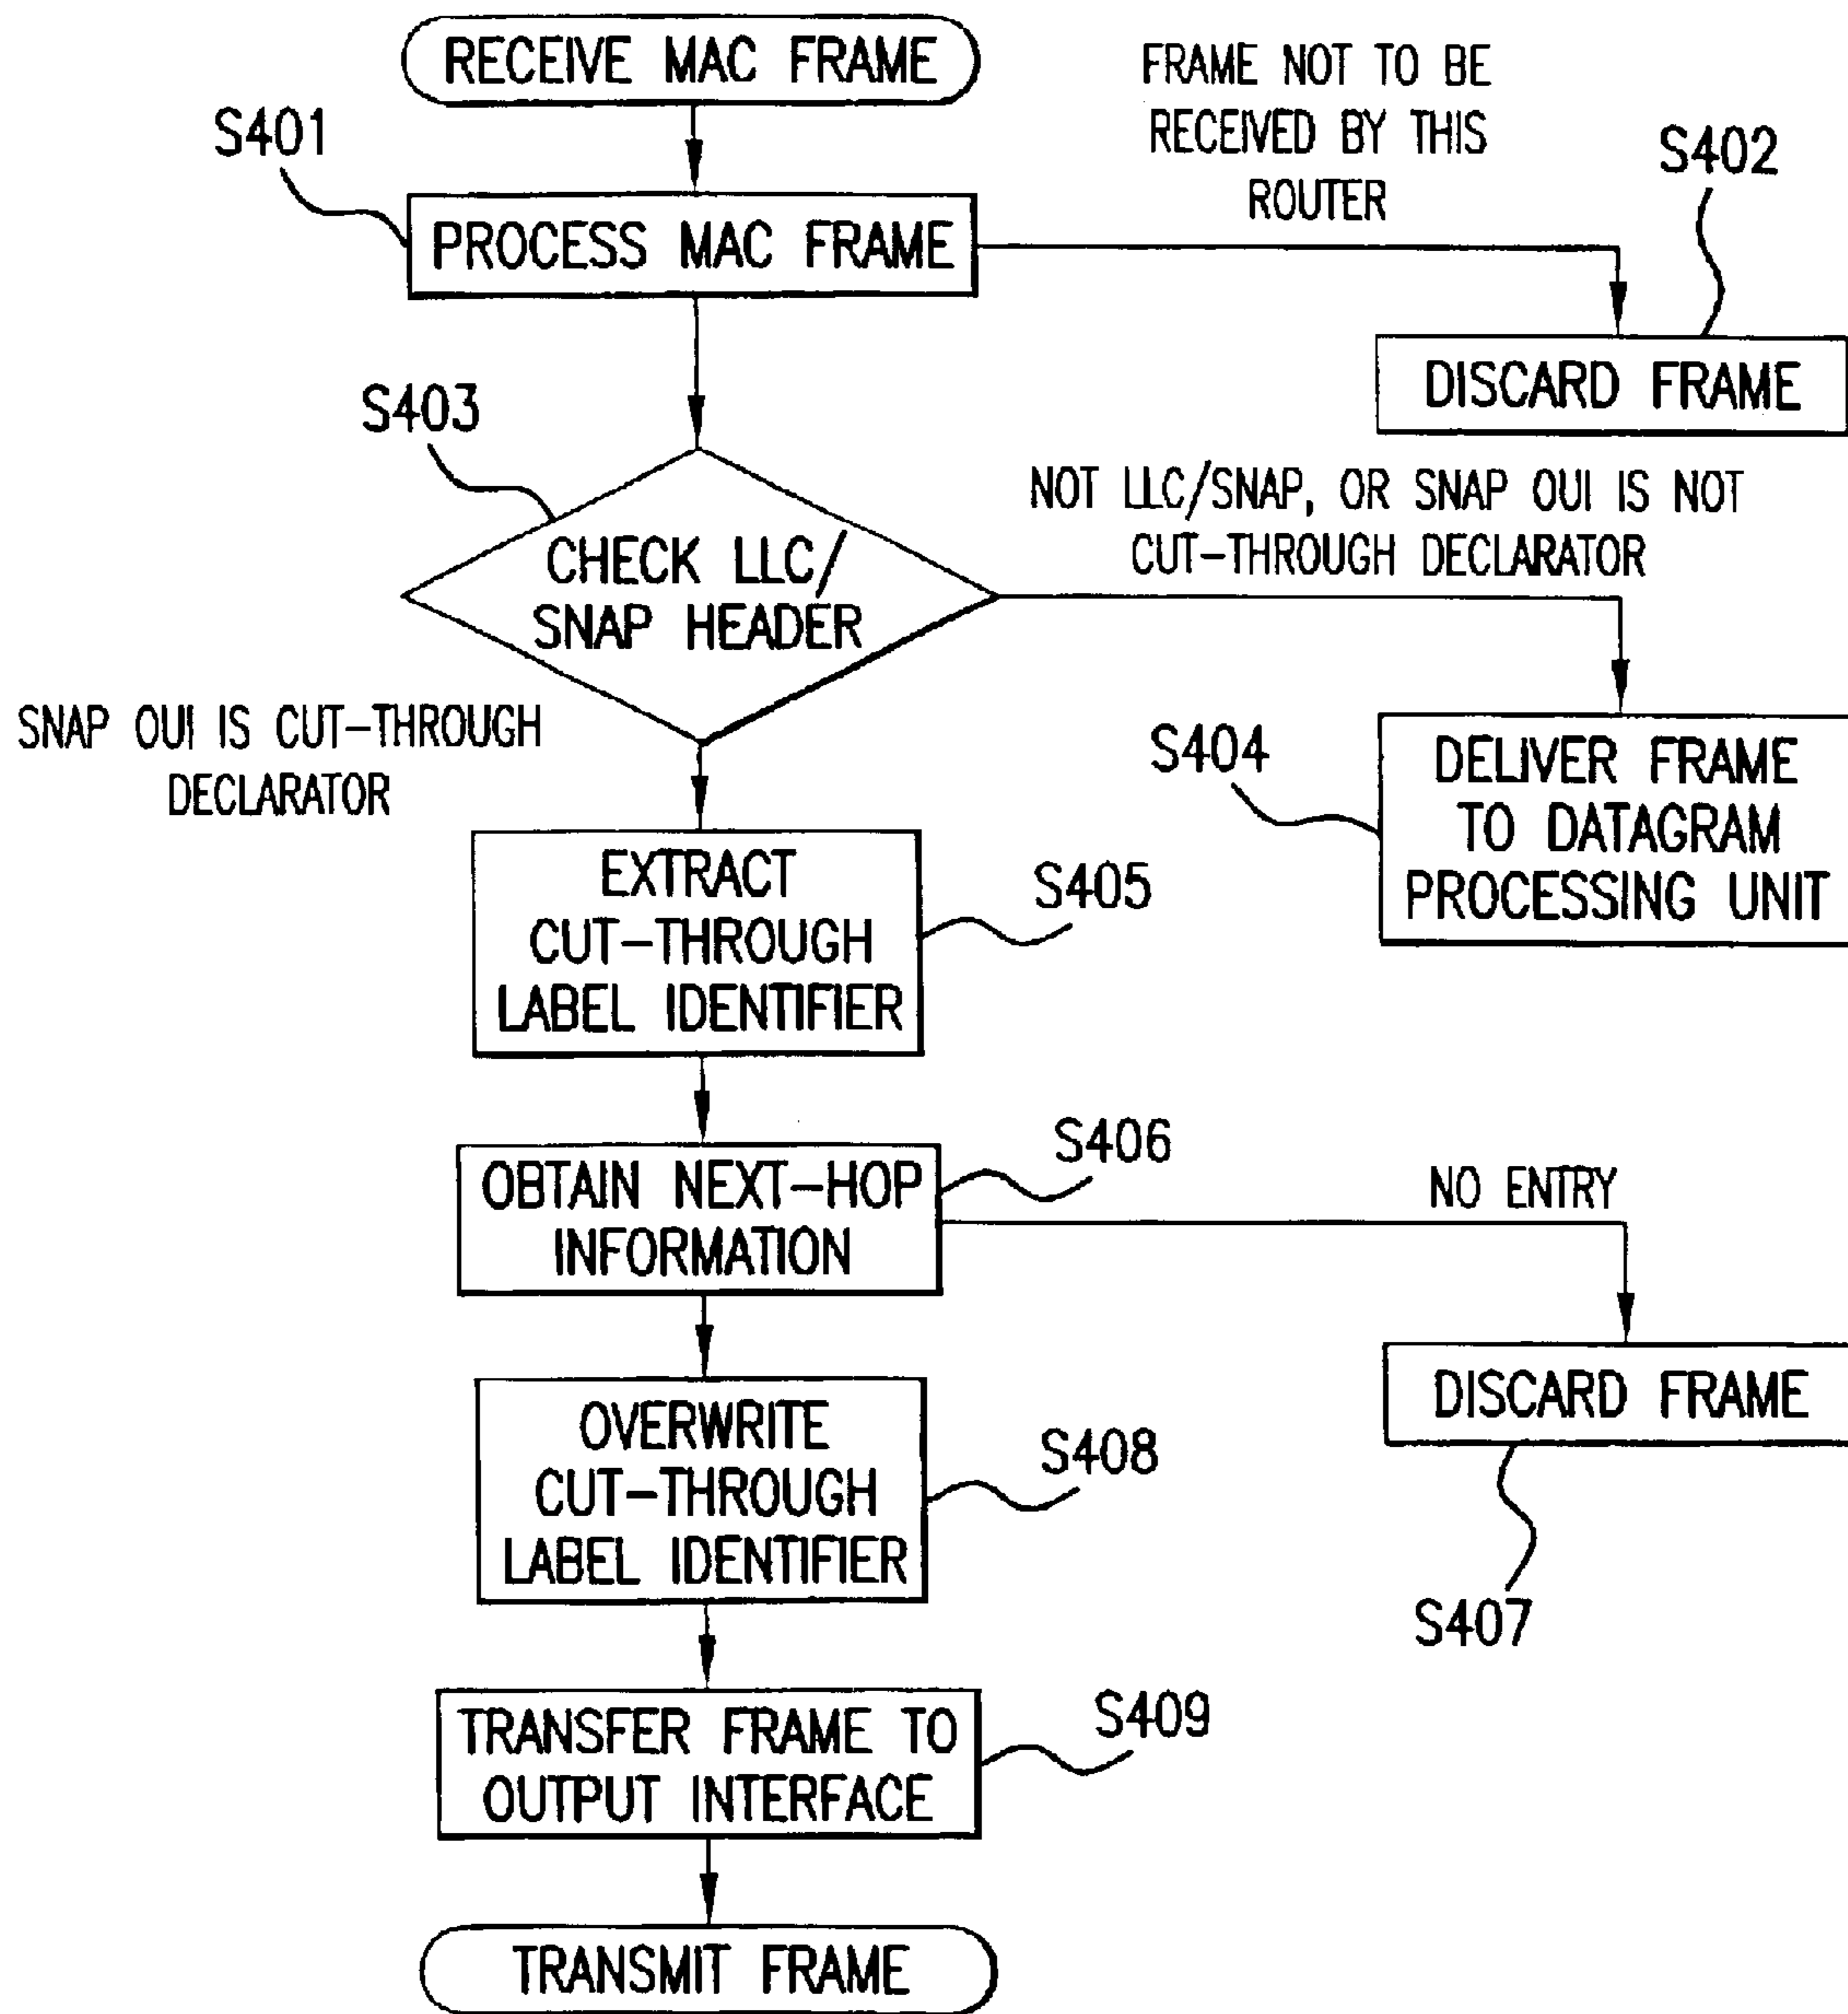 RECEIVE MAC FRAME
FRAME NOT TO BE
RECEIVED BY THIS
ROUTER
S401
S402
PROCESS MAC FRAME
DISCARD FRAME
S403
NOT LLC/SNAP, OR SNAP OUI IS NOT
CUT-THROUGH DECLARATOR
CHECK LLC/
SNAP HEADER
SNAP OUI IS CUT-THROUGH
DECLARATOR
S404
DELIVER FRAME
TO DATAGRAM
PROCESSING UNIT
EXTRACT
CUT-THROUGH
LABEL IDENTIFIER
S405
OBTAIN NEXT-HOP
INFORMATION
S406
NO ENTRY
DISCARD FRAME
S407
OVERWRITE
CUT-THROUGH
LABEL IDENTIFIER
S408
TRANSFER FRAME TO
OUTPUT INTERFACE
S409
TRANSMIT FRAME